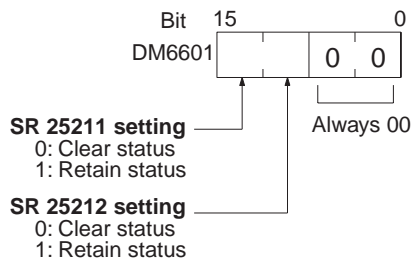 Bit 15 0
DM6601 0 0
Always 00
SR 25211 setting
0: Clear status
1: Retain status
SR 25212 setting
0: Clear status
1: Retain status